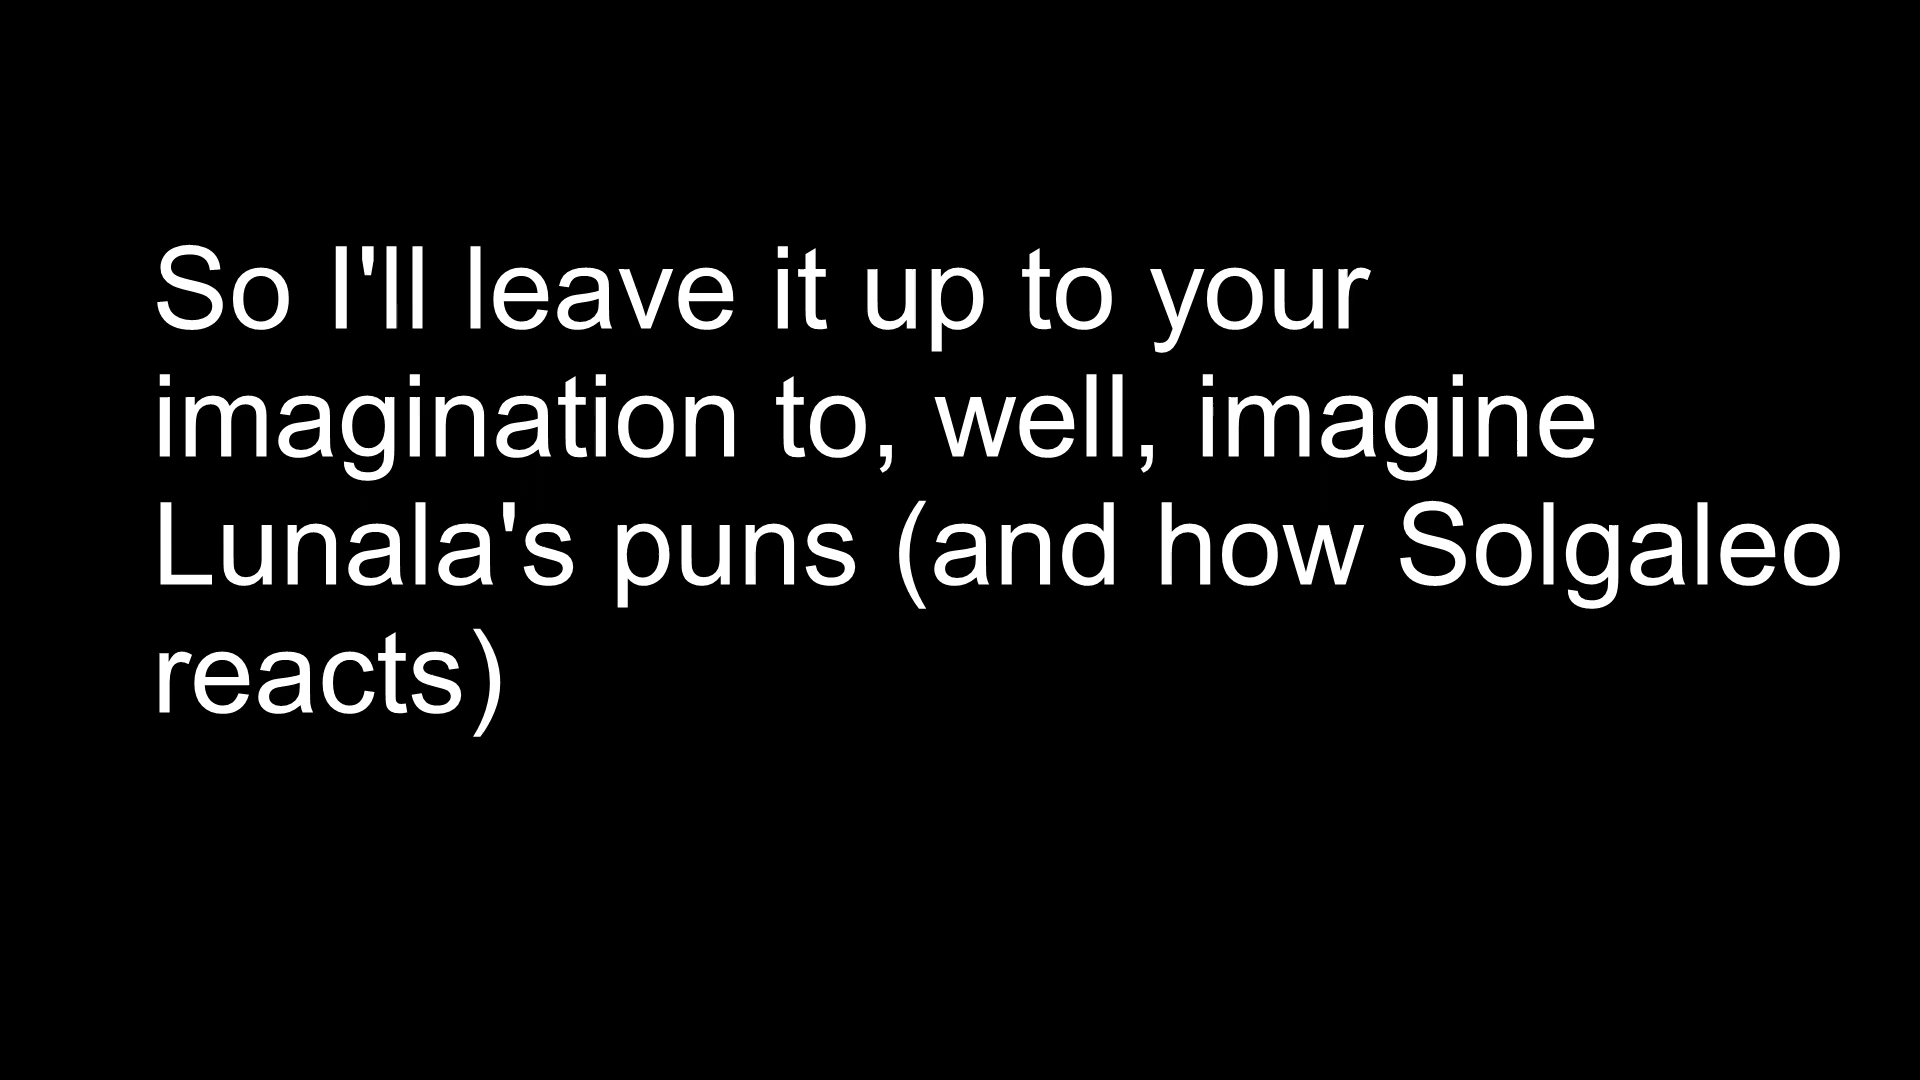 So I'll leave it up to your
imagination to, well, imagine
Lunala's puns (and how Solgaleo
reacts)